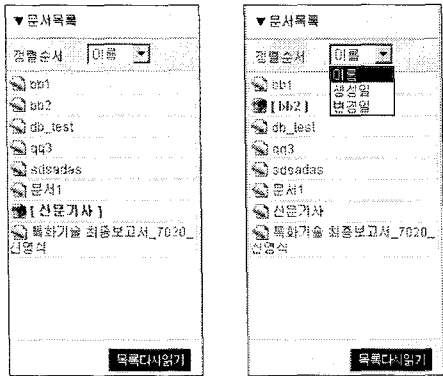 ▼문서목록
정렬순서 이름
bb1
bb2
db_test
qq3
sdsadas
문서1
[ 신문기사 ]
특화기술 최종보고서_7020_
신영식
목록다시읽기
▼문서목록
정렬순서 이름
이름
생성일
변경일
bb1
[ bb2 ]
db_test
qq3
sdsadas
문서1
신문기사
특화기술 최종보고서_7020_
신영식
목록다시읽기